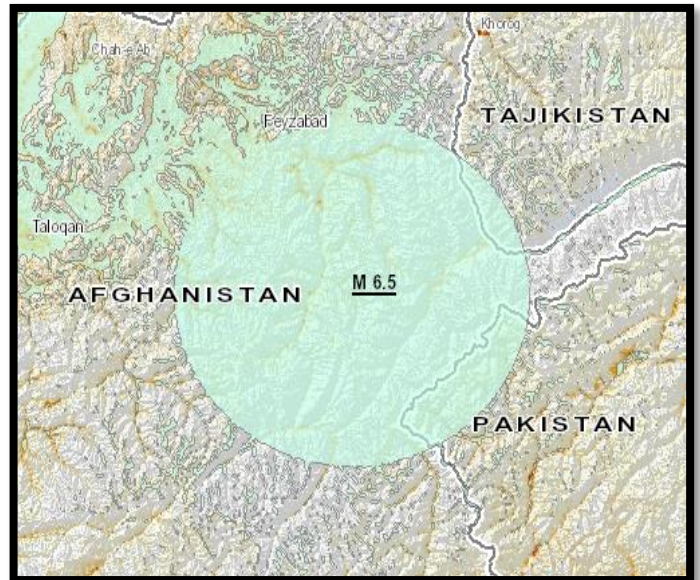 Khorog
Chah-e Ab
TAJIKISTAN
Feyzabad
Taloqan
M 6.5
AFGHANISTAN
PAKISTAN